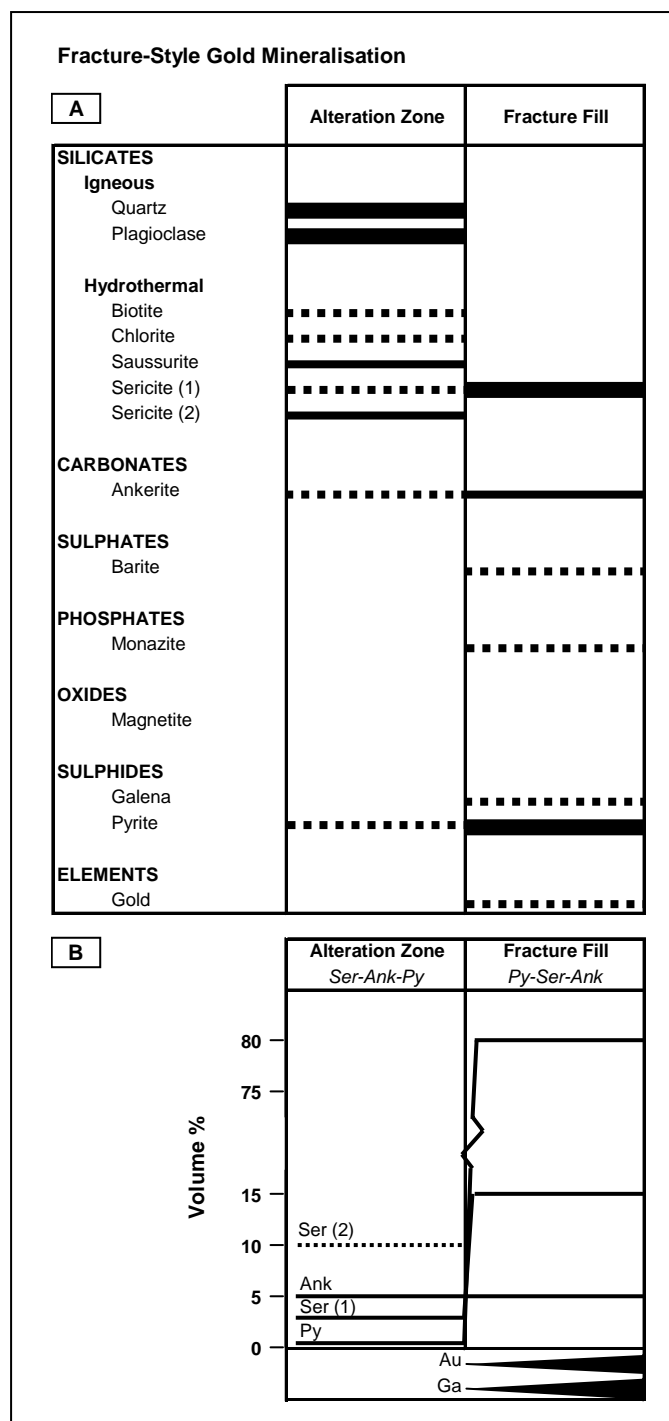 Fracture-Style Gold Mineralisation
A
Alteration Zone Fracture Fill
SILICATES
Igneous
Quartz
Plagioclase
Hydrothermal
Biotite
Chlorite
Saussurite
Sericite (1)
Sericite (2)
CARBONATES
Ankerite
SULPHATES
Barite
PHOSPHATES
Monazite
OXIDES
Magnetite
SULPHIDES
Galena
Pyrite
ELEMENTS
Gold
B
Alteration Zone Fracture Fill
Ser-Ank-Py Py-Ser-Ank
Volume %
80
75
15
10
5
0
Ser (2)
Ank
Ser (1)
Py
Au
Ga